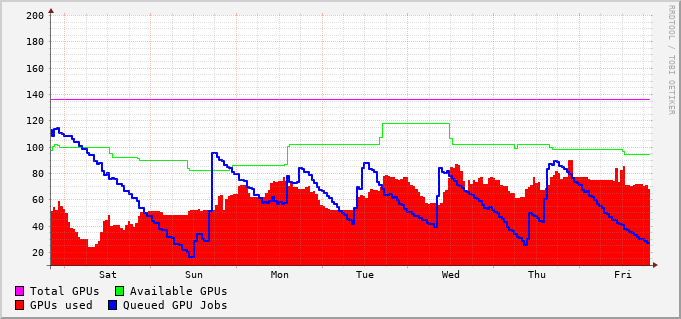 200
180
160
140
120
100
80
60
40
20
Sat Sun Mon Tue Wed Thu Fri
Total GPUs Available GPUs
GPUs used Queued GPU Jobs
RRDTOOL / TOBI OETIKER